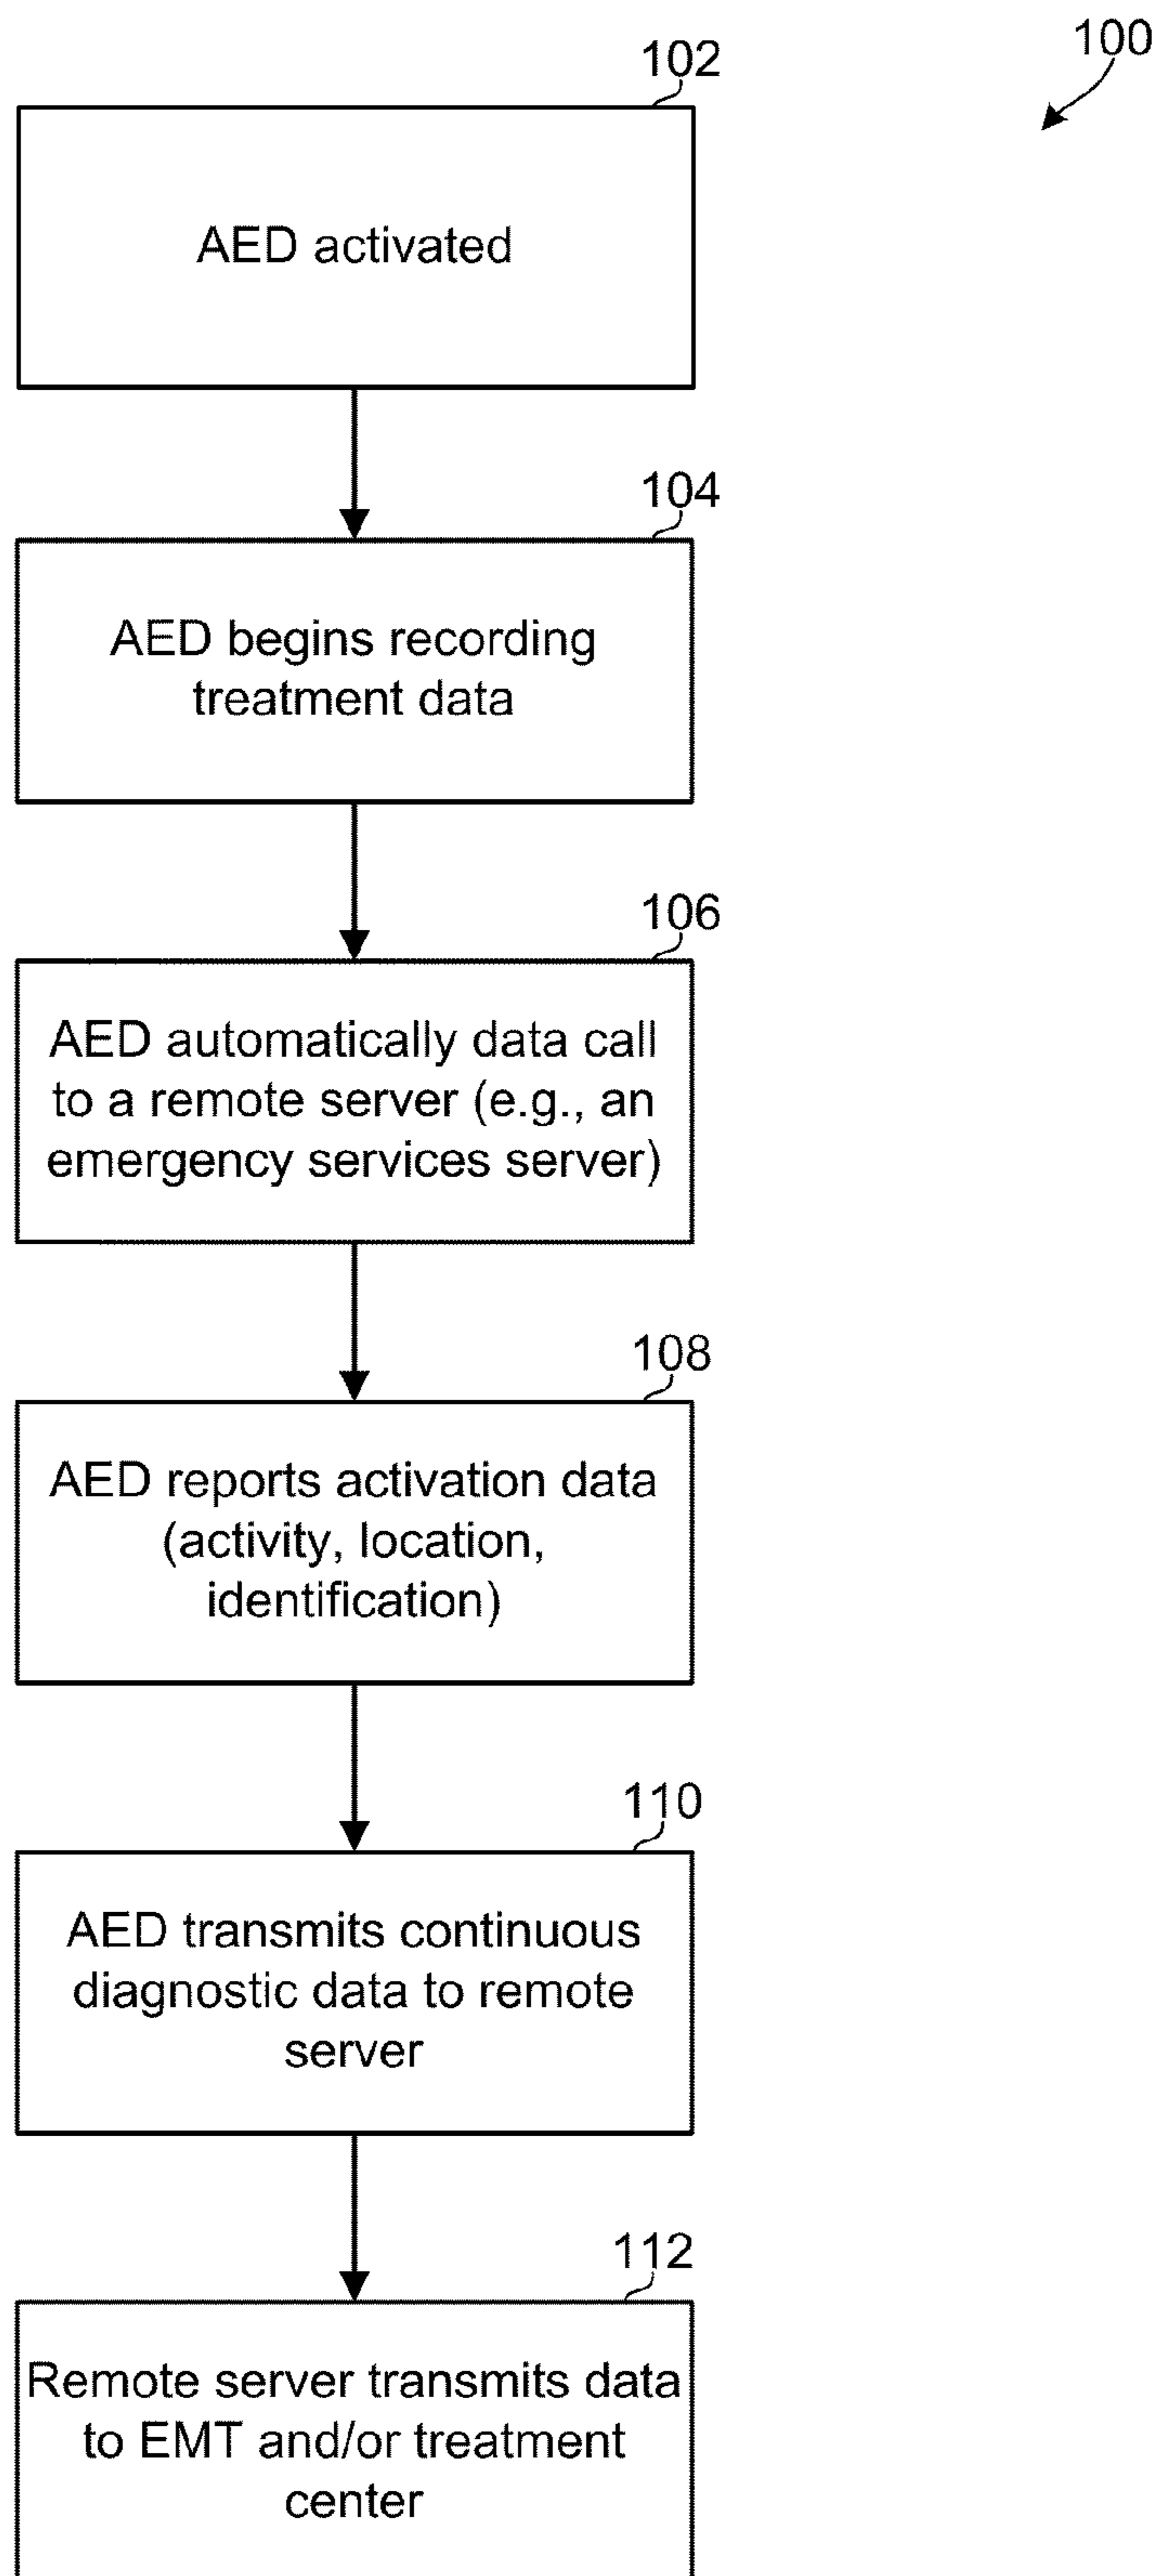 100
102
AED activated
104
AED begins recording
treatment data
106
AED automatically data call
to a remote server (e.g., an
emergency services server)
108
AED reports activation data
(activity, location,
identification)
110
AED transmits continuous
diagnostic data to remote
server
112
Remote server transmits data
to EMT and/or treatment
center